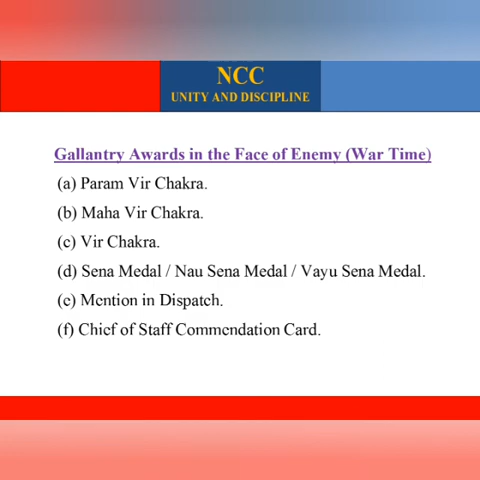 NCC
UNITY AND DISCIPLINE
Gallantry Awards in the Face of Enemy (War Time)
(a) Param Vir Chakra.
(b) Maha Vir Chakra.
(c) Vir Chakra.
(d) Sena Medal / Nau Sena Medal / Vayu Sena Medal.
(e) Mention in Dispatch.
(f) Chief of Staff Commendation Card.